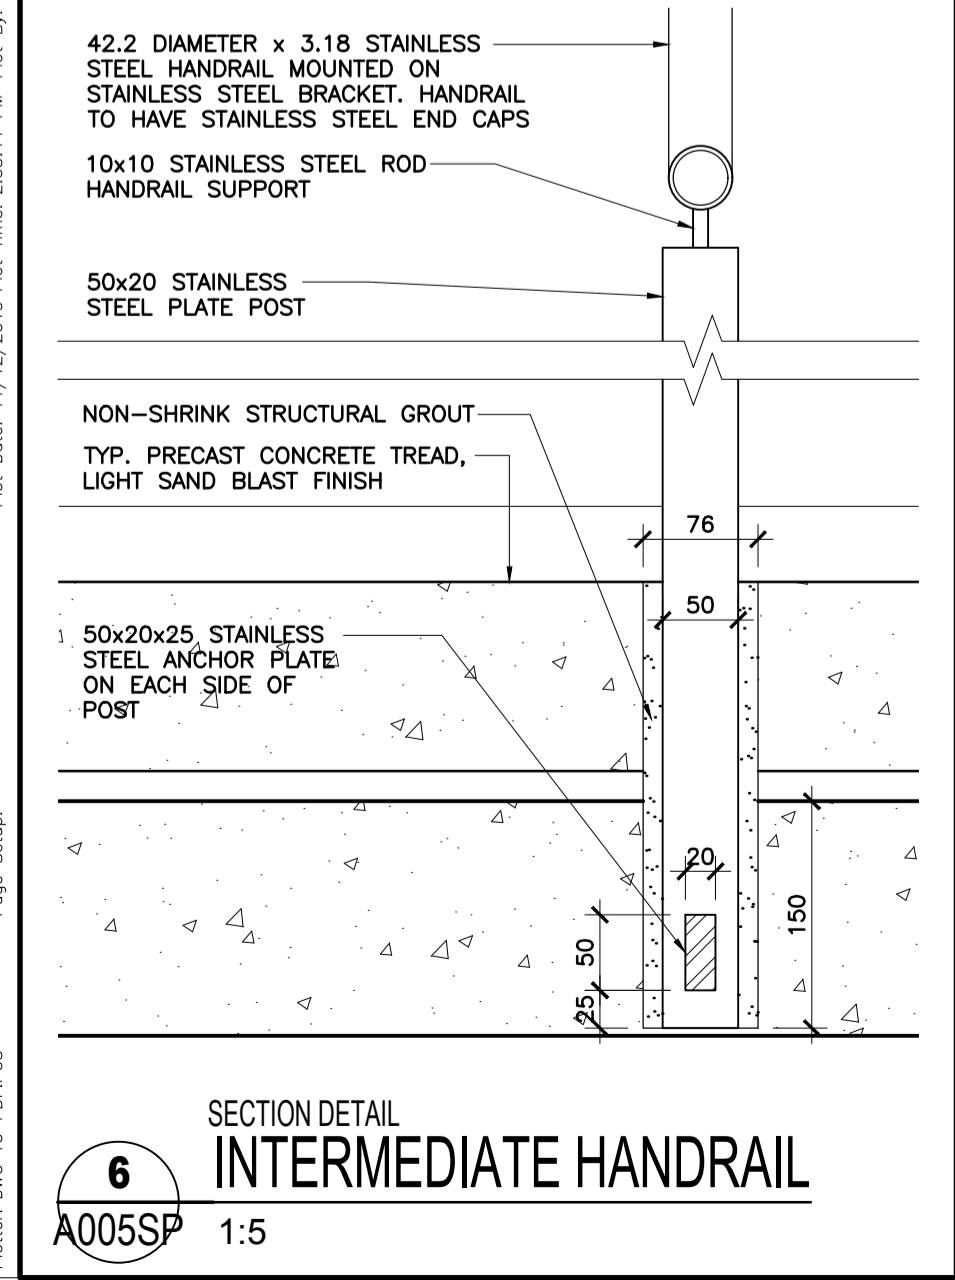 42.2 DIAMETER x 3.18 STAINLESS
STEEL HANDRAIL MOUNTED ON
STAINLESS STEEL BRACKET. HANDRAIL
TO HAVE STAINLESS STEEL END CAPS
10x10 STAINLESS STEEL ROD
HANDRAIL SUPPORT
50x20 STAINLESS
STEEL PLATE POST
NON-SHRINK STRUCTURAL GROUT
TYP. PRECAST CONCRETE TREAD,
LIGHT SAND BLAST FINISH
76
50
50x20x25 STAINLESS
STEEL ANCHOR PLATE
ON EACH SIDE OF
POST
20
50
25
150
SECTION DETAIL
INTERMEDIATE HANDRAIL
6
A005SP
1:5